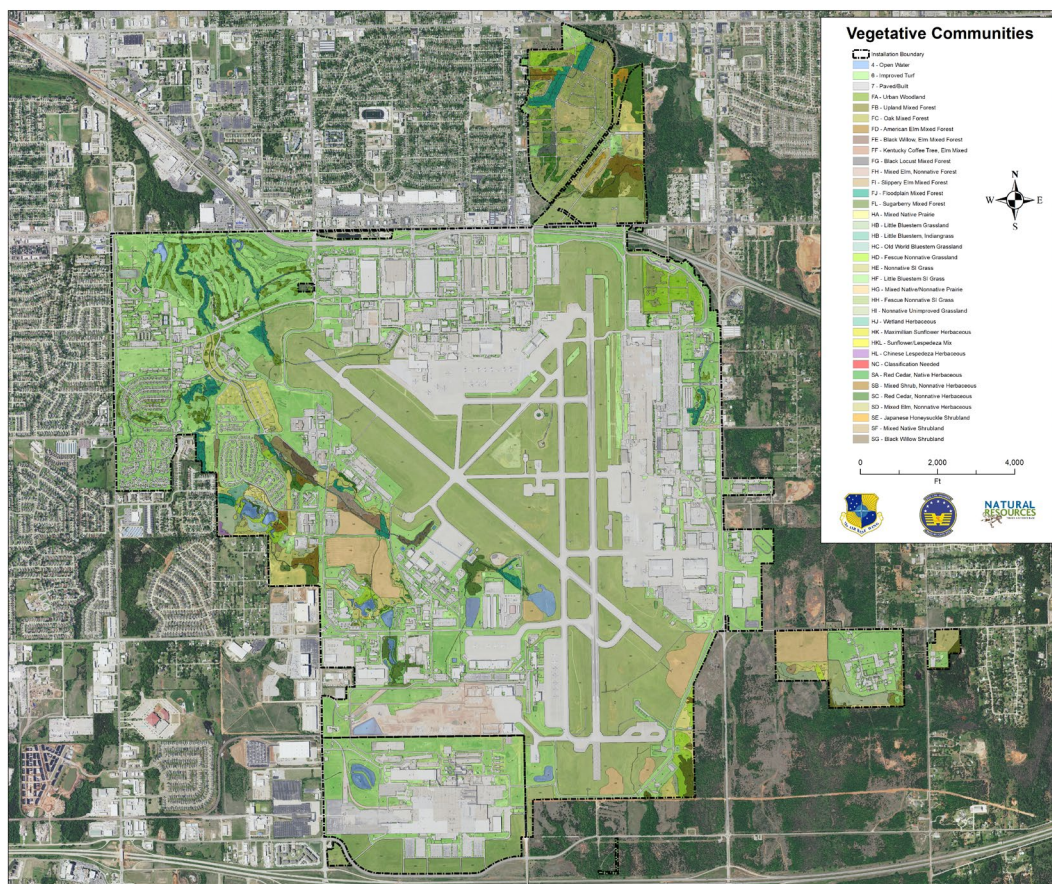 Vegetative Communities
Installation Boundary
4 - Open Water
6 - Improved Turf
7 - Paved/Built
FA - Urban Woodland
FB - Upland Mixed Forest
FC - Oak Mixed Forest
FD - American Elm Mixed Forest
FE - Black Willow, Elm Mixed Forest
FF - Kentucky Coffee Tree, Elm Mixed
FG - Black Locust Mixed Forest
FH - Mixed Elm, Nonnative Forest
FI - Slippery Elm Mixed Forest
FJ - Floodplain Mixed Forest
FL - Sugarberry Mixed Forest
HA - Mixed Native Prairie
HB - Little Bluestem Grassland
HB - Little Bluestem, Indiangrass
HC - Old World Bluestem Grassland
HD - Fescue Nonnative Grassland
HE - Nonnative SI Grass
HF - Little Bluestem SI Grass
HG - Mixed Native/Nonnative Prairie
HH - Fescue Nonnative SI Grass
HI - Nonnative Unimproved Grassland
HJ - Wetland Herbaceous
HK - Maximillian Sunflower Herbaceous
HKL - Sunflower/Lespedeza Mix
HL - Chinese Lespedeza Herbaceous
NC - Classification Needed
SA - Red Cedar, Native Herbaceous
SB - Mixed Shrub, Nonnative Herbaceous
SC - Red Cedar, Nonnative Herbaceous
SD - Mixed Elm, Nonnative Herbaceous
SE - Japanese Honeysuckle Shrubland
SF - Mixed Native Shrubland
SG - Black Willow Shrubland
N
W E
S
0 2,000 4,000
Ft
NATURAL
RESOURCES